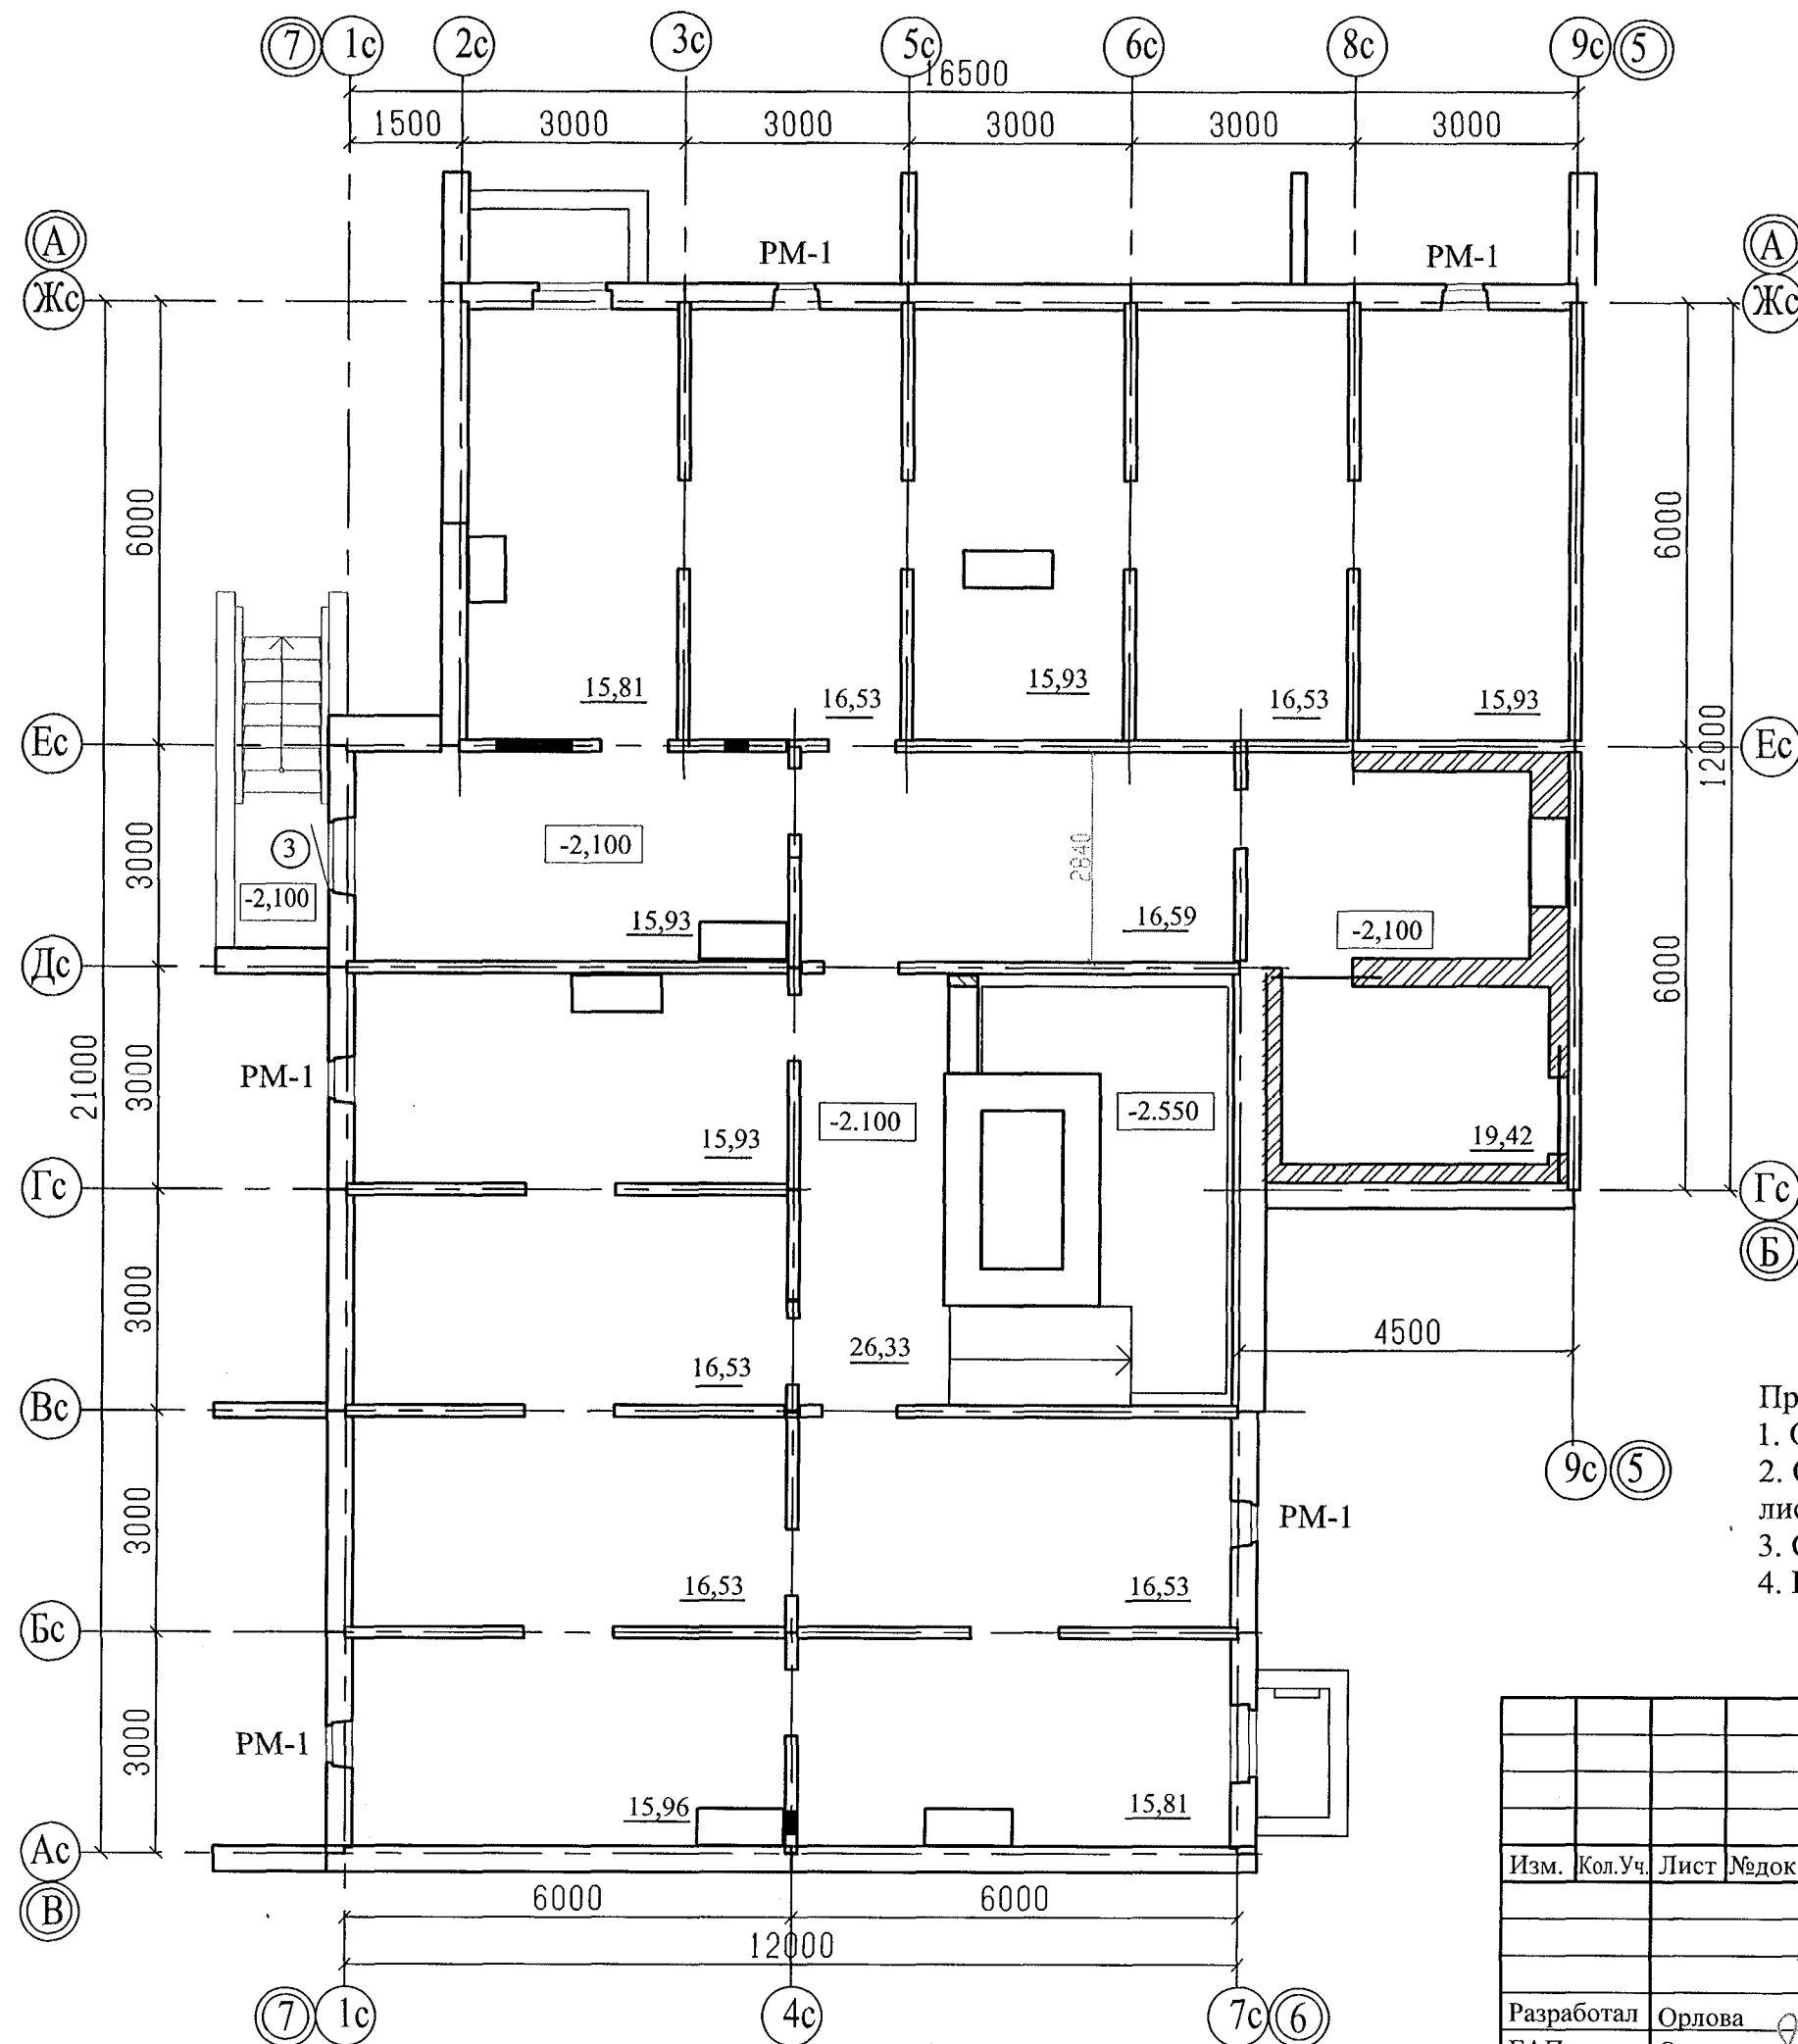 7 1с 2с 3с 5с 6с 8с 9с 5
16500
1500 3000 3000 3000 3000 3000
А А
РМ-1 РМ-1
Жс Жс
6000 6000
15,81 16,53 15,93 16,53 15,93
Ес Ес
12000
3000 3 -2,100 2840
-2,100 15,93 16,59 -2,100
Дс
6000
21000 3000 РМ-1
-2.100 -2.550
15,93 19,42
Гс Гс
Б
3000 4500
16,53 26,33
Вс
9с 5
1.
2.
3.
4.
3000 РМ-1
16,53 16,53
Бс
3000 РМ-1
15,96 15,81
Ас
В
Изм. Кол.Уч. Лист №док
6000 6000
12000
7 1с 4с 7с 6
Разработал Орлова